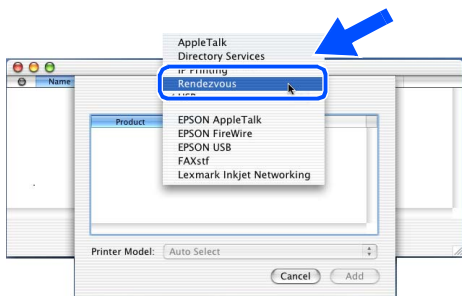 AppleTalk
Directory Services
IP Printing
Rendezvous
USB
EPSON AppleTalk
EPSON FireWire
EPSON USB
FAXstf
Lexmark Inkjet Networking
Name
Product
Printer Model: Auto Select
Cancel Add